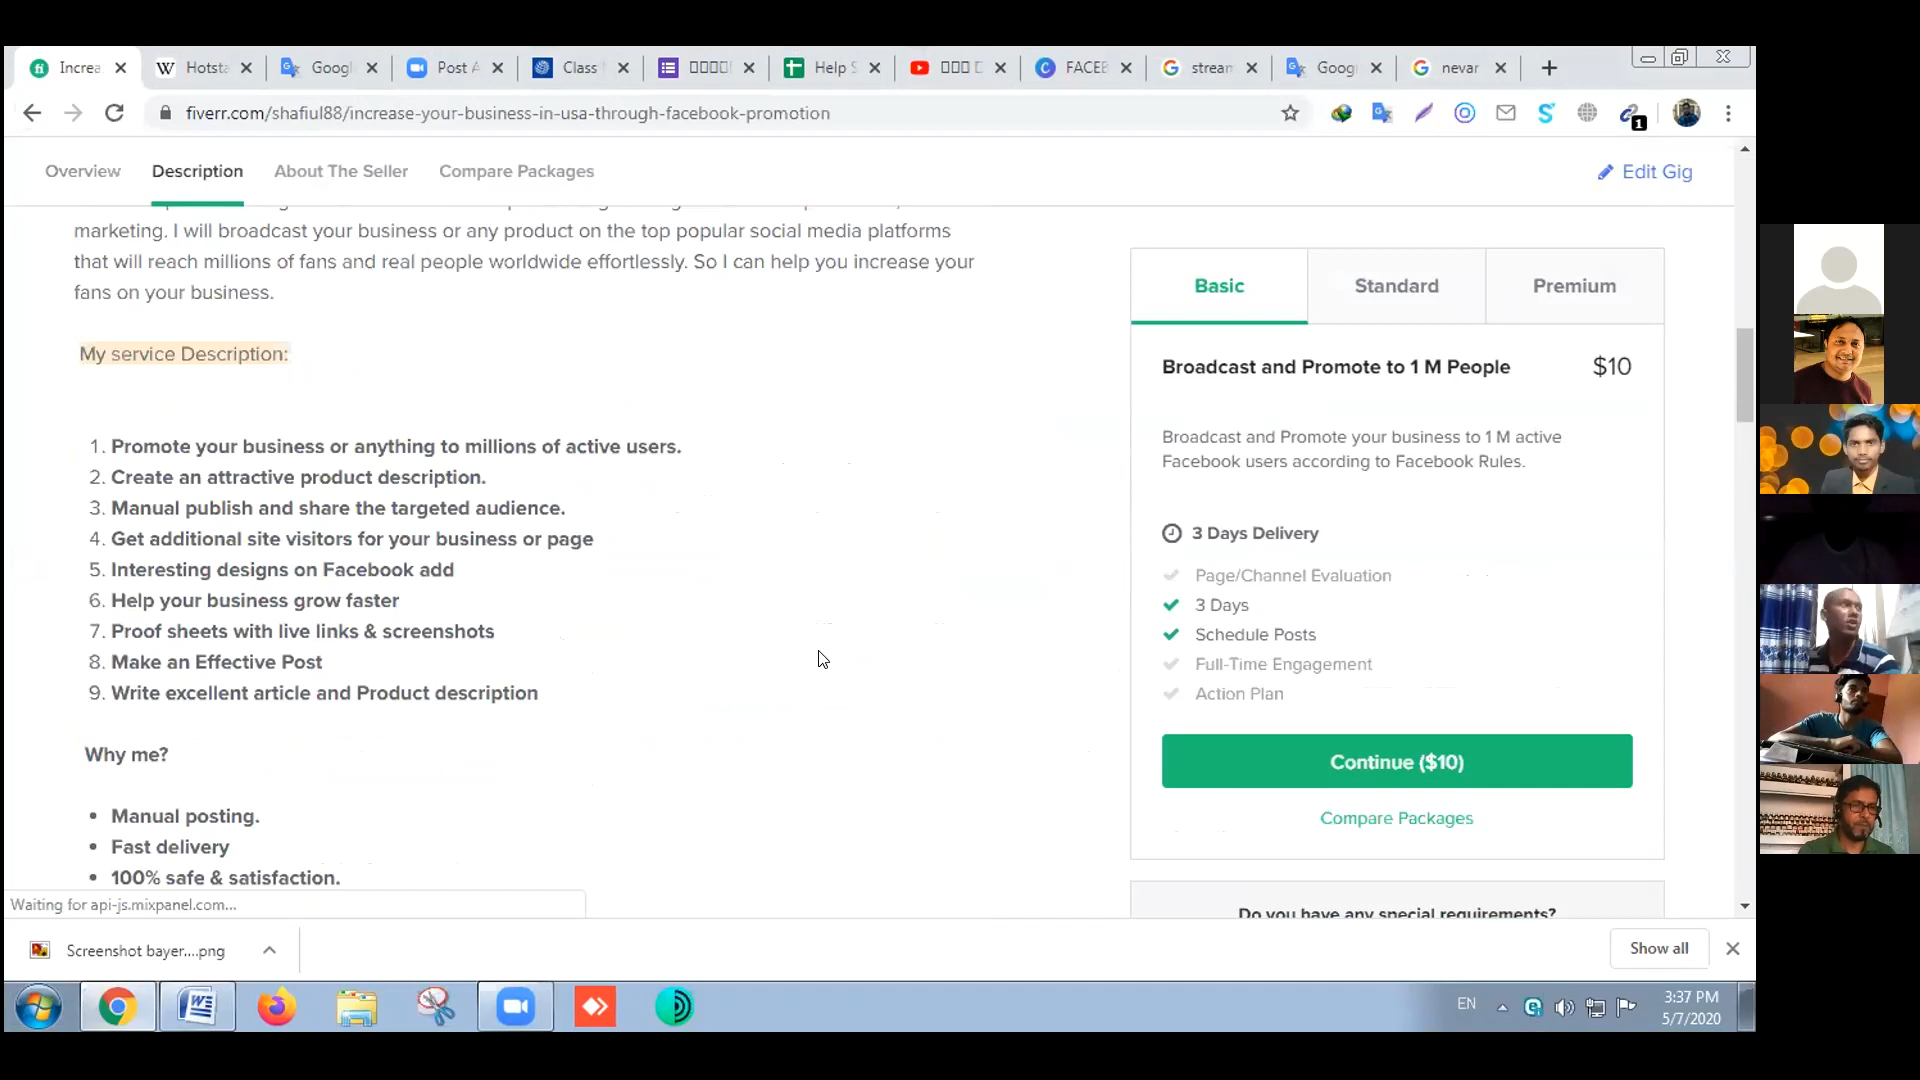 Increa
Hotsta
Googl
Post A
Class
Help S
FACEB
stream
Goog
nevar
fiverr.com/shafiul88/increase-your-business-in-usa-through-facebook-promotion
1
Overview
Description
About The Seller
Compare Packages
Edit Gig
marketing. I will broadcast your business or any product on the top popular social media platforms
that will reach millions of fans and real people worldwide effortlessly. So I can help you increase your
fans on your business.
My service Description:
1. Promote your business or anything to millions of active users.
2. Create an attractive product description.
3. Manual publish and share the targeted audience.
4. Get additional site visitors for your business or page
5. Interesting designs on Facebook add
6. Help your business grow faster
7. Proof sheets with live links & screenshots
8. Make an Effective Post
9. Write excellent article and Product description
Why me?
• Manual posting.
• Fast delivery
• 100% safe & satisfaction.
Basic
Standard
Premium
Broadcast and Promote to 1 M People
$10
Broadcast and Promote your business to 1 M active
Facebook users according to Facebook Rules.
3 Days Delivery
Page/Channel Evaluation
3 Days
Schedule Posts
Full-Time Engagement
Action Plan
Continue ($10)
Compare Packages
Do you have any special requirements?
Waiting for api-js.mixpanel.com...
Screenshot bayer....png
Show all
EN
3:37 PM
5/7/2020